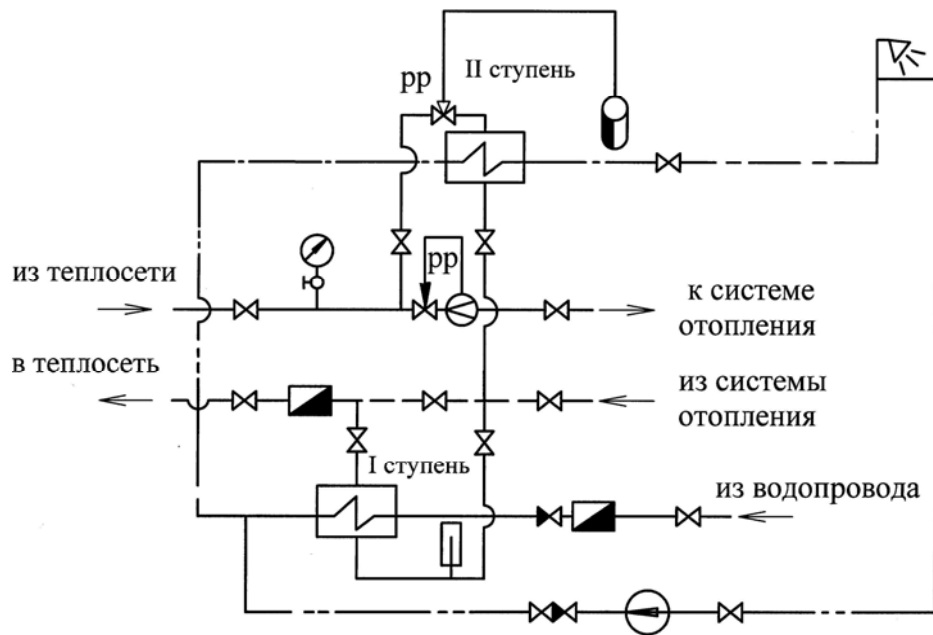 II ступень
рр
из теплосети
рр
к системе
отопления
в теплосеть
из системы
отопления
I ступень
из водопровода